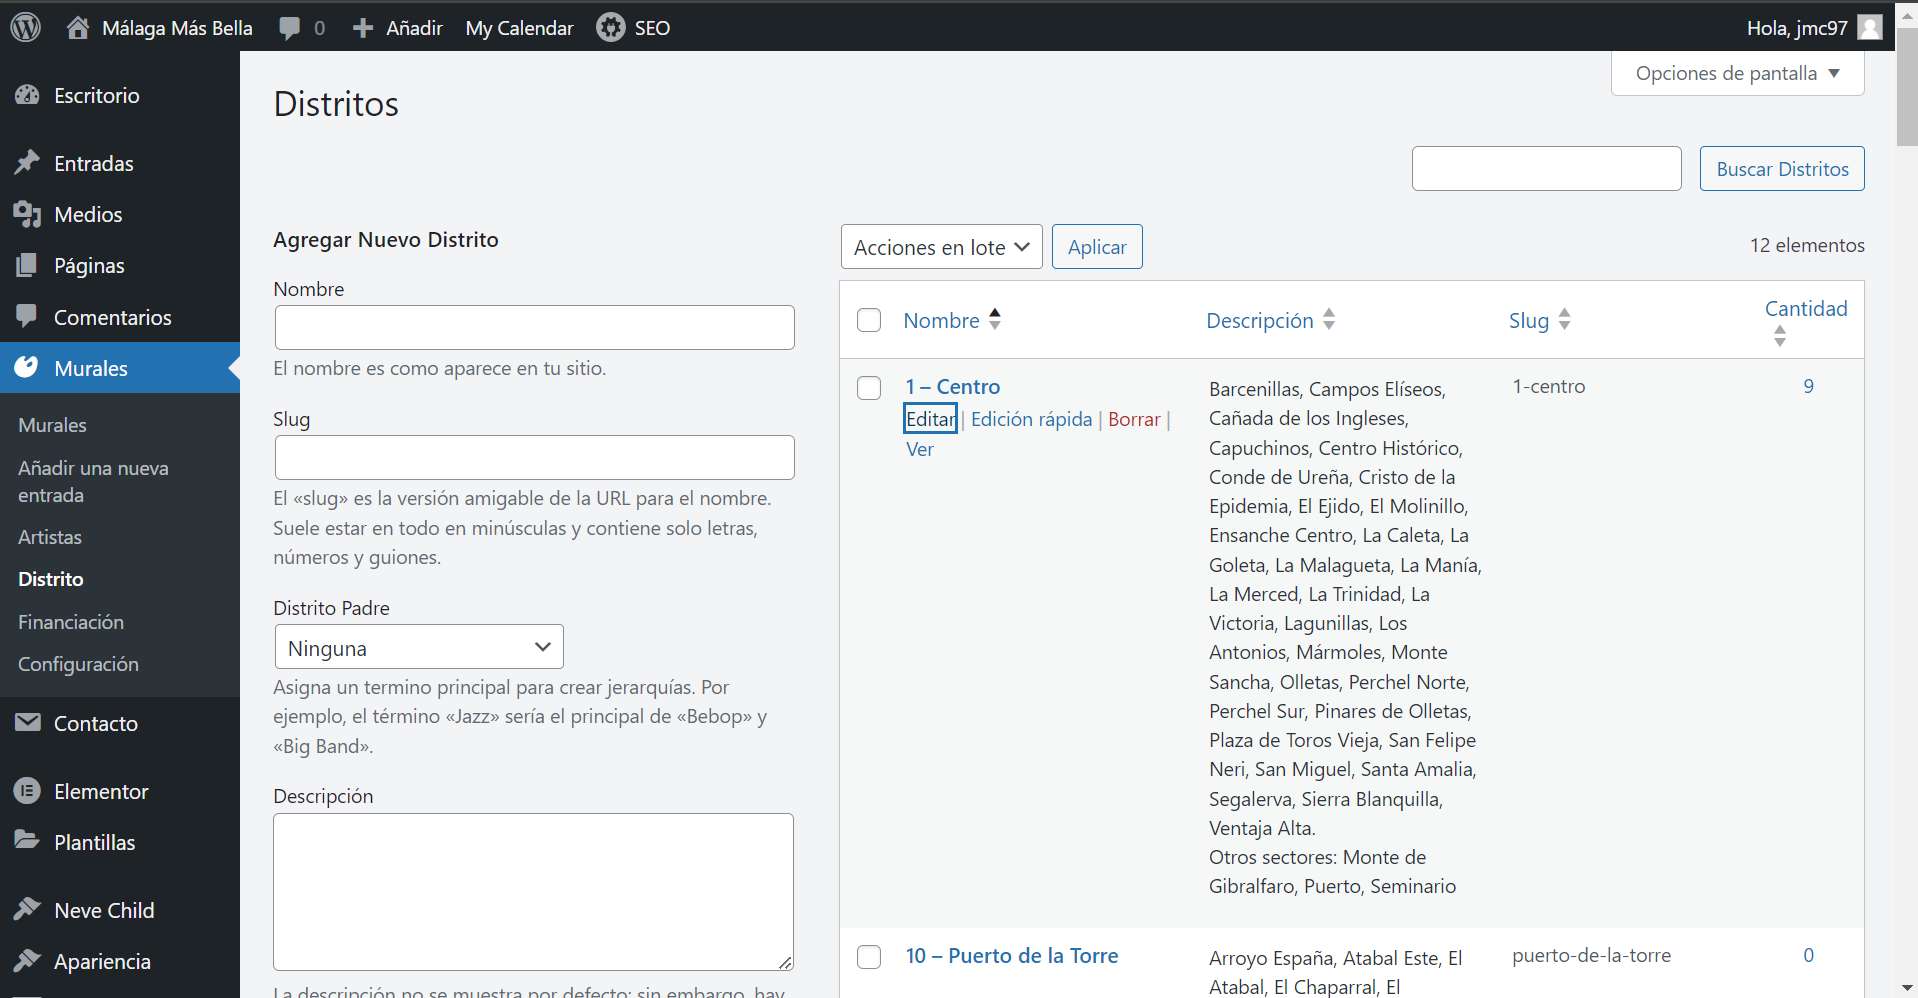 Málaga Más Bella
0
Añadir
My Calendar
SEO
Hola, jmc97
Escritorio
Entradas
Medios
Páginas
Comentarios
Murales
Murales
Añadir una nueva
entrada
Artistas
Distrito
Financiación
Configuración
Contacto
Elementor
Plantillas
Neve Child
Apariencia
Opciones de pantalla
Distritos
Buscar Distritos
Agregar Nuevo Distrito
Nombre
El nombre es como aparece en tu sitio.
Slug
El «slug» es la versión amigable de la URL para el nombre.
Suele estar en todo en minúsculas y contiene solo letras,
números y guiones.
Distrito Padre
Ninguna
Asigna un termino principal para crear jerarquías. Por
ejemplo, el término «Jazz» sería el principal de «Bebop» y
«Big Band».
Descripción
La descripción no se muestra por defecto; sin embargo, hay
Acciones en lote
Aplicar
12 elementos
Nombre
Descripción
Slug
Cantidad
1 – Centro
Editar | Edición rápida | Borrar |
Ver
Barcenillas, Campos Elíseos,
Cañada de los Ingleses,
Capuchinos, Centro Histórico,
Conde de Ureña, Cristo de la
Epidemia, El Ejido, El Molinillo,
Ensanche Centro, La Caleta, La
Goleta, La Malagueta, La Manía,
La Merced, La Trinidad, La
Victoria, Lagunillas, Los
Antonios, Mármoles, Monte
Sancha, Olletas, Perchel Norte,
Perchel Sur, Pinares de Olletas,
Plaza de Toros Vieja, San Felipe
Neri, San Miguel, Santa Amalia,
Segalerva, Sierra Blanquilla,
Ventaja Alta.
Otros sectores: Monte de
Gibralfaro, Puerto, Seminario
1-centro
9
10 – Puerto de la Torre
Arroyo España, Atabal Este, El
Atabal, El Chaparral, El
puerto-de-la-torre
0